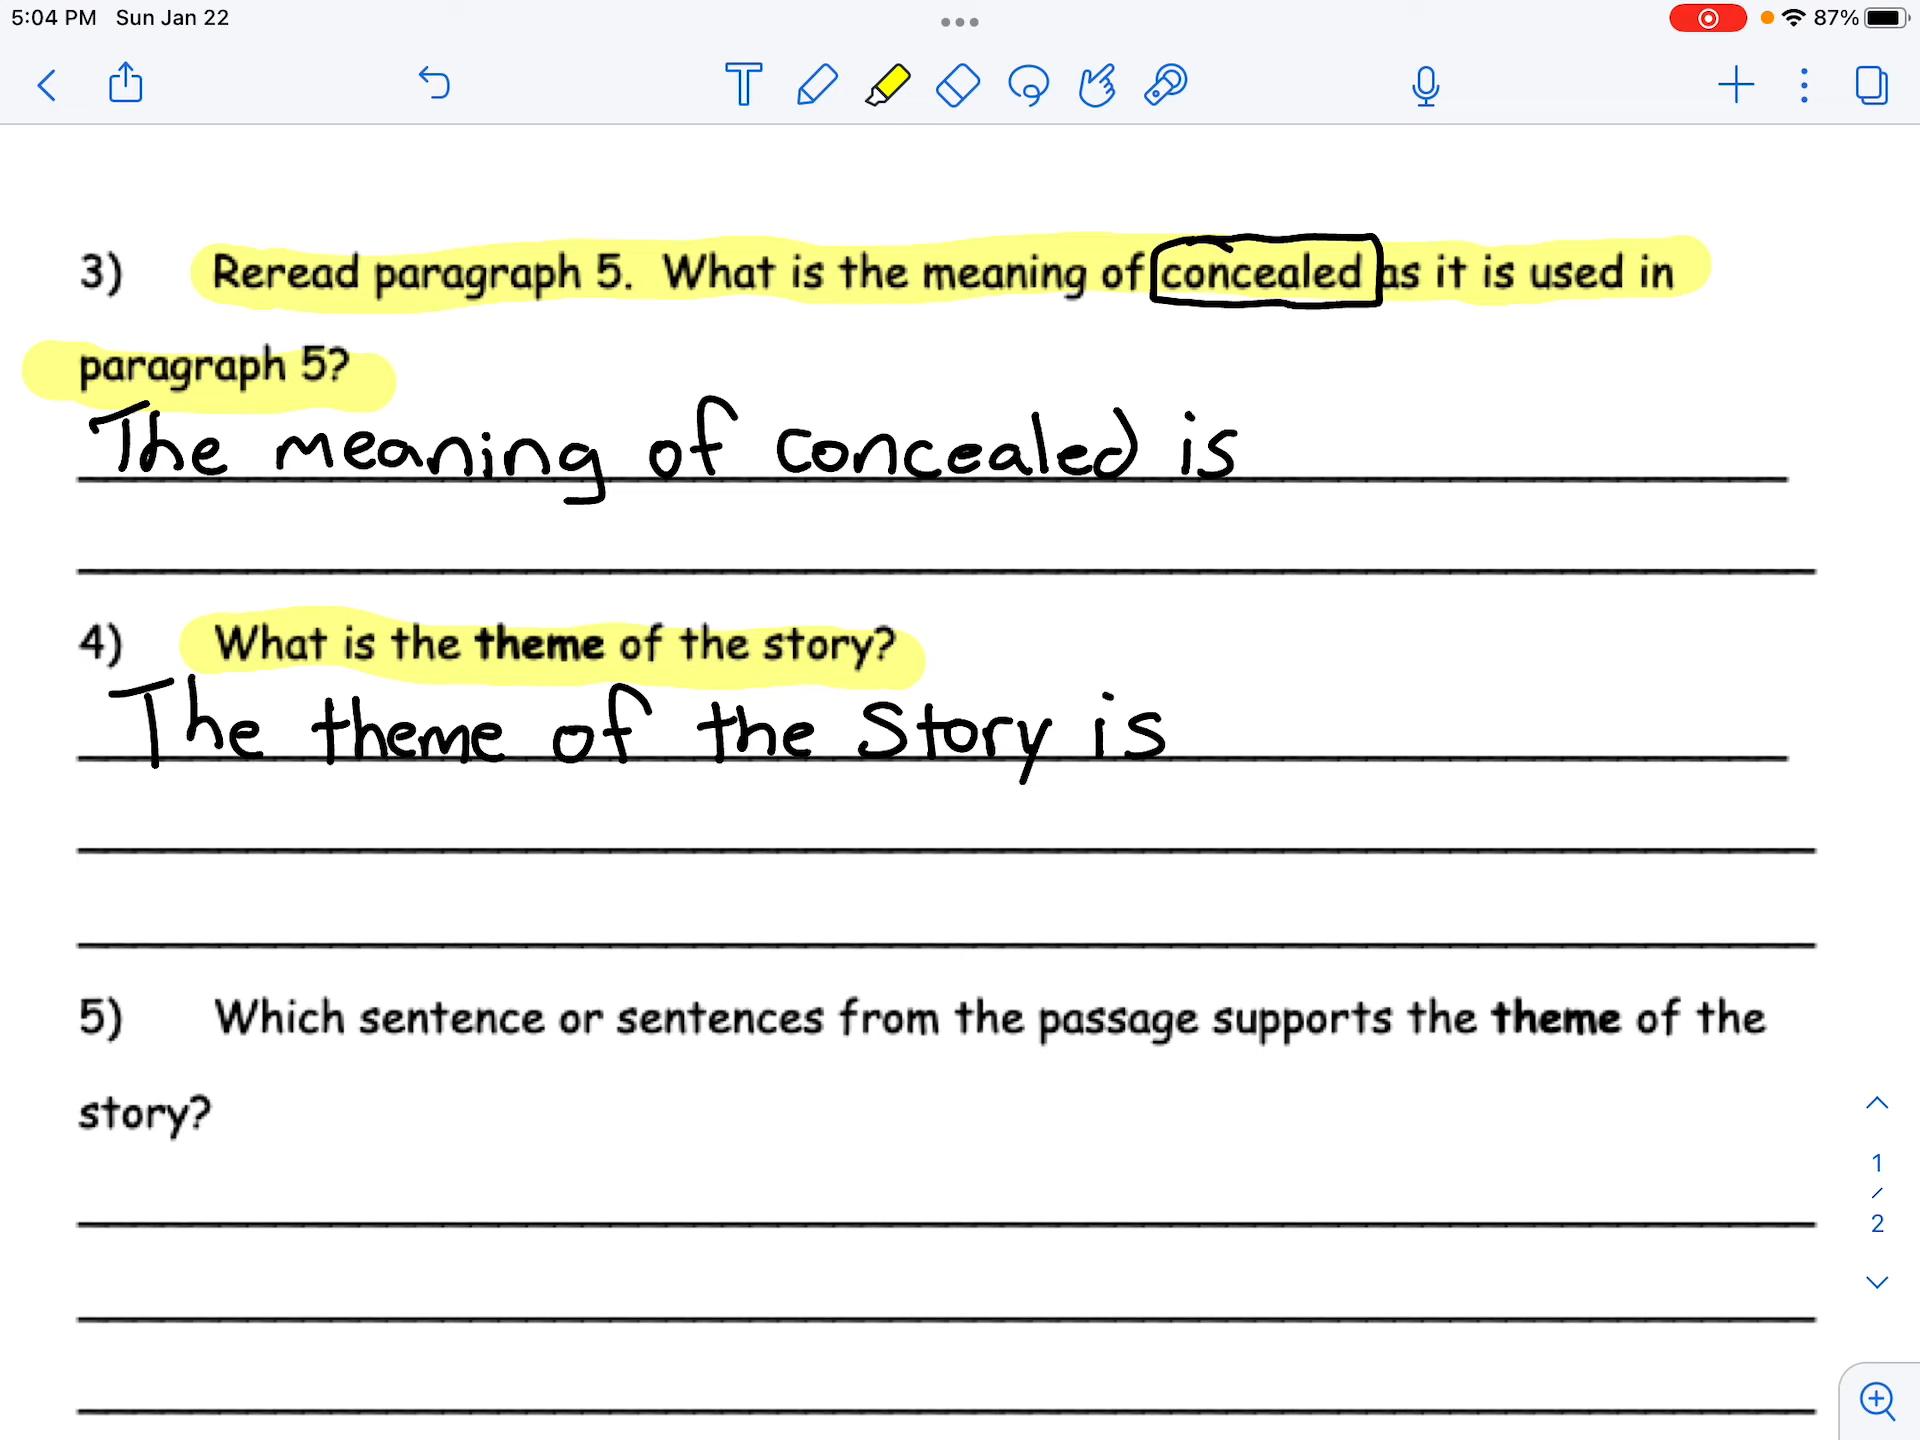 5:04 PM Sun Jan 22
87%
3) Reread paragraph 5. What is the meaning of concealed as it is used in
paragraph 5?
The meaning of concealed is
4) What is the theme of the story?
The theme of the Story is
5) Which sentence or sentences from the passage supports the theme of the
story?
1
/
2